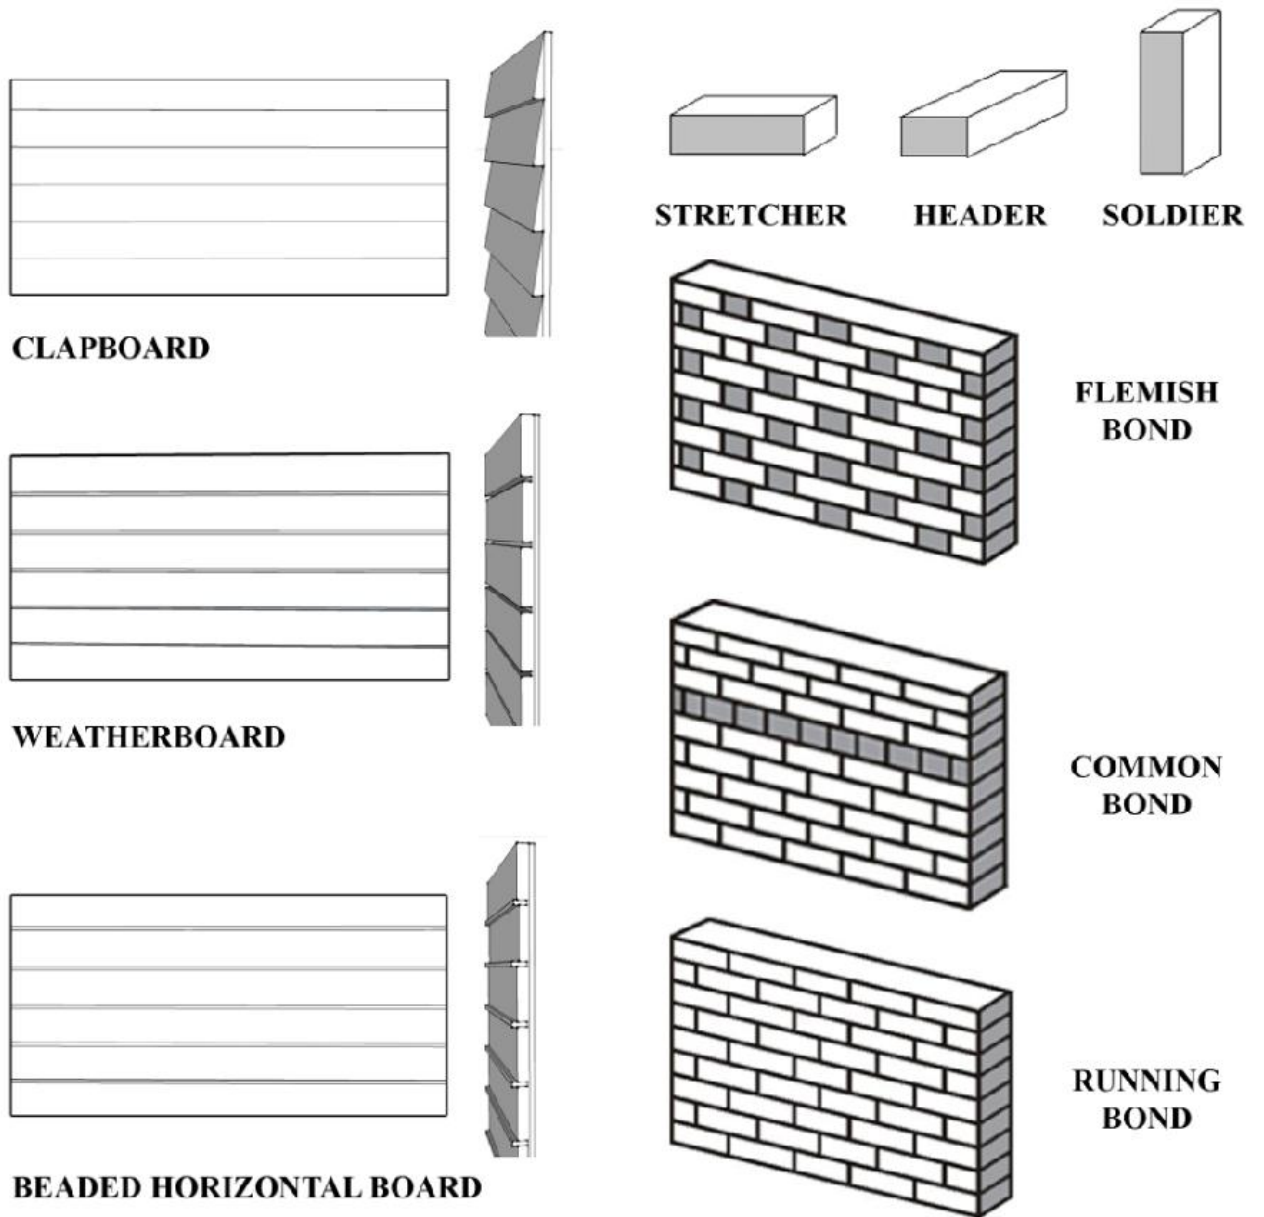 CLAPBOARD
WEATHERBOARD
BEADED HORIZONTAL BOARD
STRETCHER
HEADER
SOLDIER
FLEMISH
BOND
COMMON
BOND
RUNNING
BOND